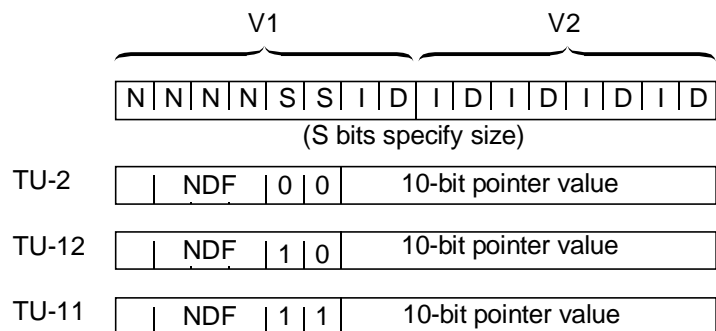 V1 V2
N N N N S S I D I D I D I D I D
(S bits specify size)
TU-2 NDF 0 0 10-bit pointer value
TU-12 NDF 1 0 10-bit pointer value
TU-11 NDF 1 1 10-bit pointer value